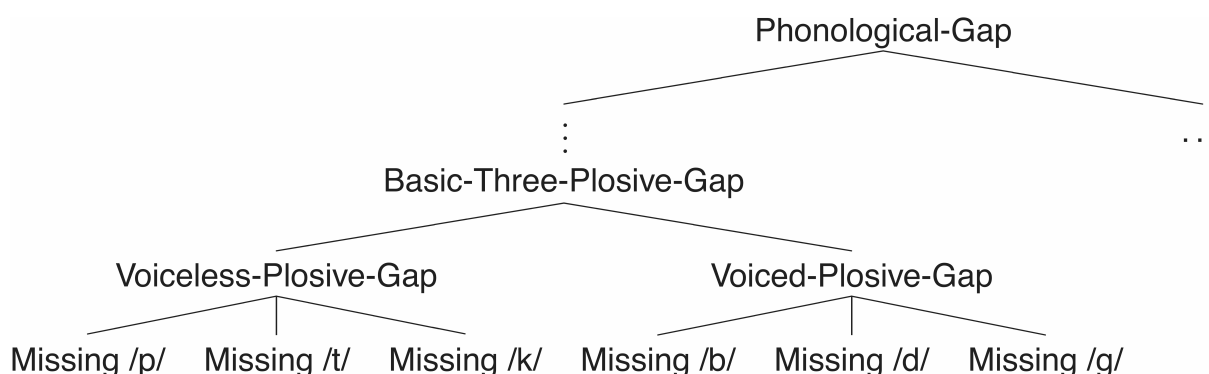 Phonological-Gap
⋮
. .
Basic-Three-Plosive-Gap
Voiceless-Plosive-Gap Voiced-Plosive-Gap
Missing /p/ Missing /t/ Missing /k/ Missing /b/ Missing /d/ Missing /g/